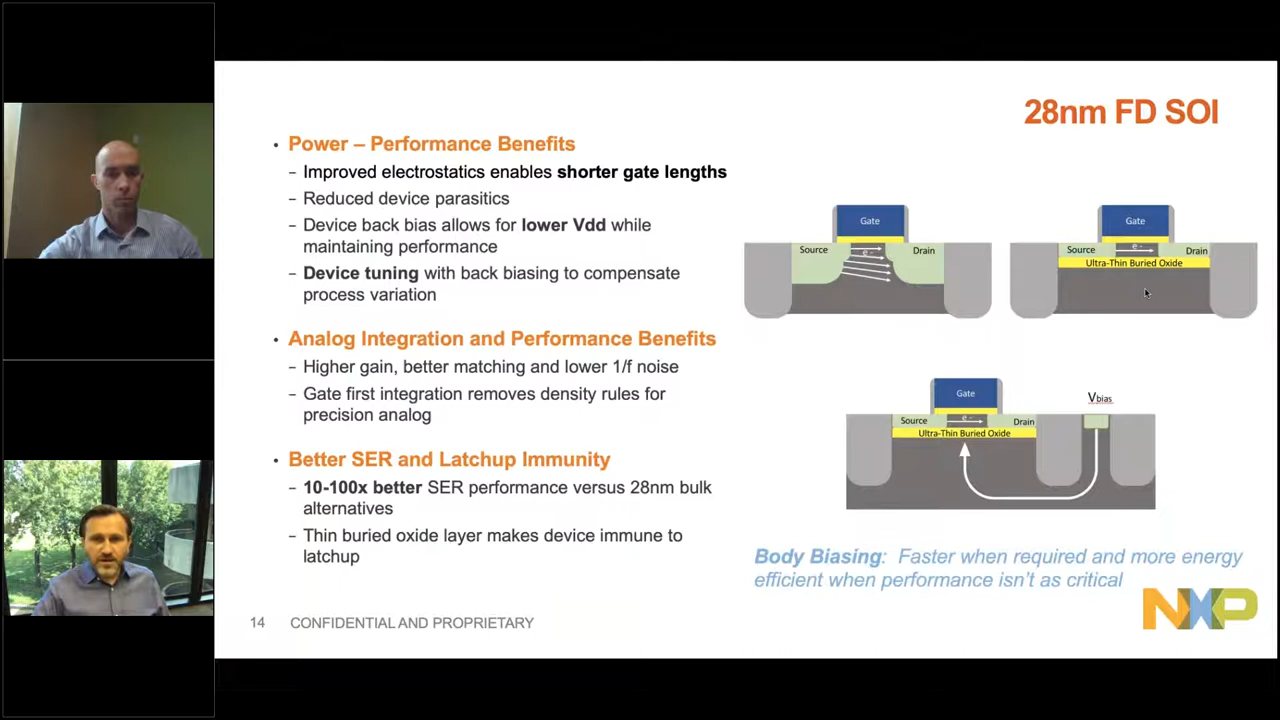 28nm FD SOI
• Power – Performance Benefits
– Improved electrostatics enables shorter gate lengths
– Reduced device parasitics
– Device back bias allows for lower Vdd while
maintaining performance
– Device tuning with back biasing to compensate
process variation
• Analog Integration and Performance Benefits
– Higher gain, better matching and lower 1/f noise
– Gate first integration removes density rules for
precision analog
• Better SER and Latchup Immunity
– 10-100x better SER performance versus 28nm bulk
alternatives
– Thin buried oxide layer makes device immune to
latchup
Gate
Source
e -
Drain
Gate
Source
e -
Drain
Ultra-Thin Buried Oxide
Gate
Vbias
Source
e -
Drain
Ultra-Thin Buried Oxide
Body Biasing: Faster when required and more energy
efficient when performance isn't as critical
NXP
14 CONFIDENTIAL AND PROPRIETARY